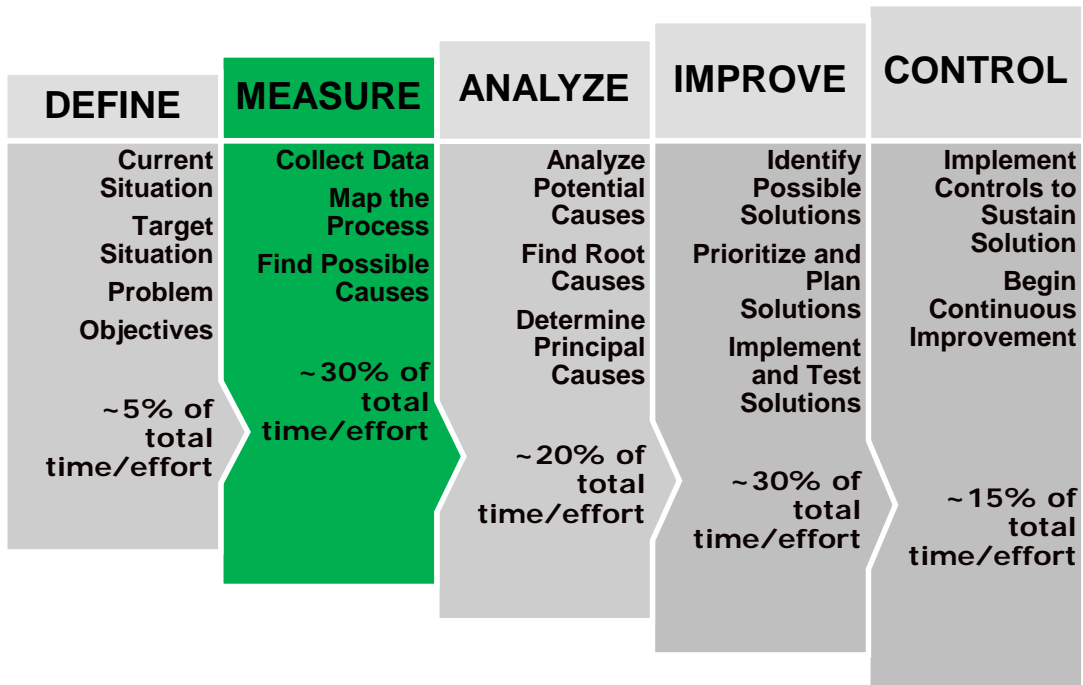 DEFINE
Current
Situation
Target
Situation
Problem
Objectives
~5% of
total
time/effort
MEASURE
Collect Data
Map the
Process
Find Possible
Causes
~30% of
total
time/effort
ANALYZE
Analyze
Potential
Causes
Find Root
Causes
Determine
Principal
Causes
~20% of
total
time/effort
IMPROVE
Identify
Possible
Solutions
Prioritize and
Plan
Solutions
Implement
and Test
Solutions
~30% of
total
time/effort
CONTROL
Implement
Controls to
Sustain
Solution
Begin
Continuous
Improvement
~15% of
total
time/effort